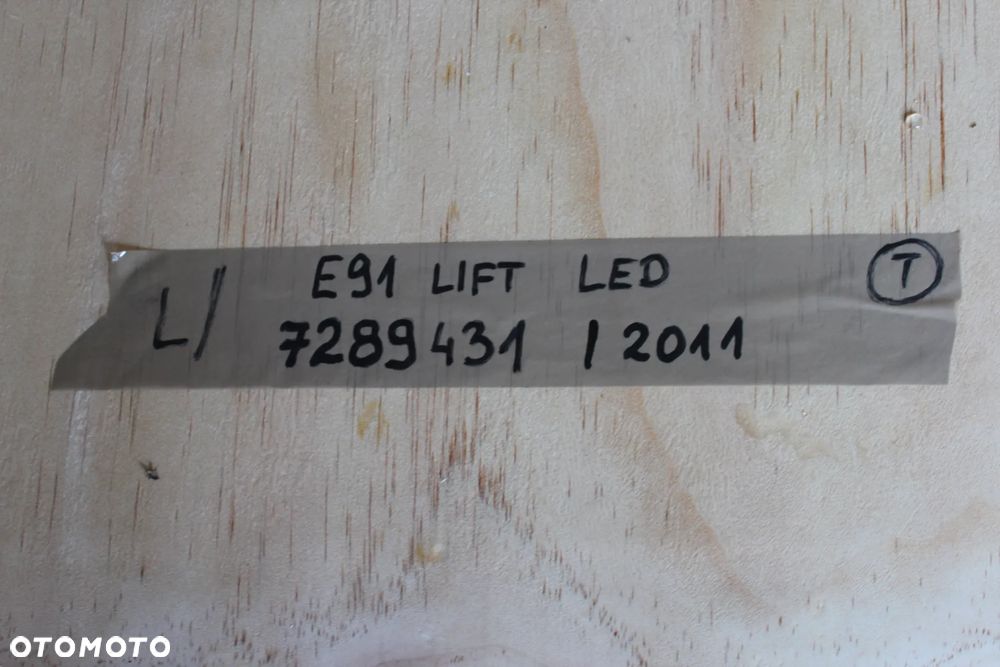 L/ E91 LIFT LED T
7289431 / 2011
OTOMOTO